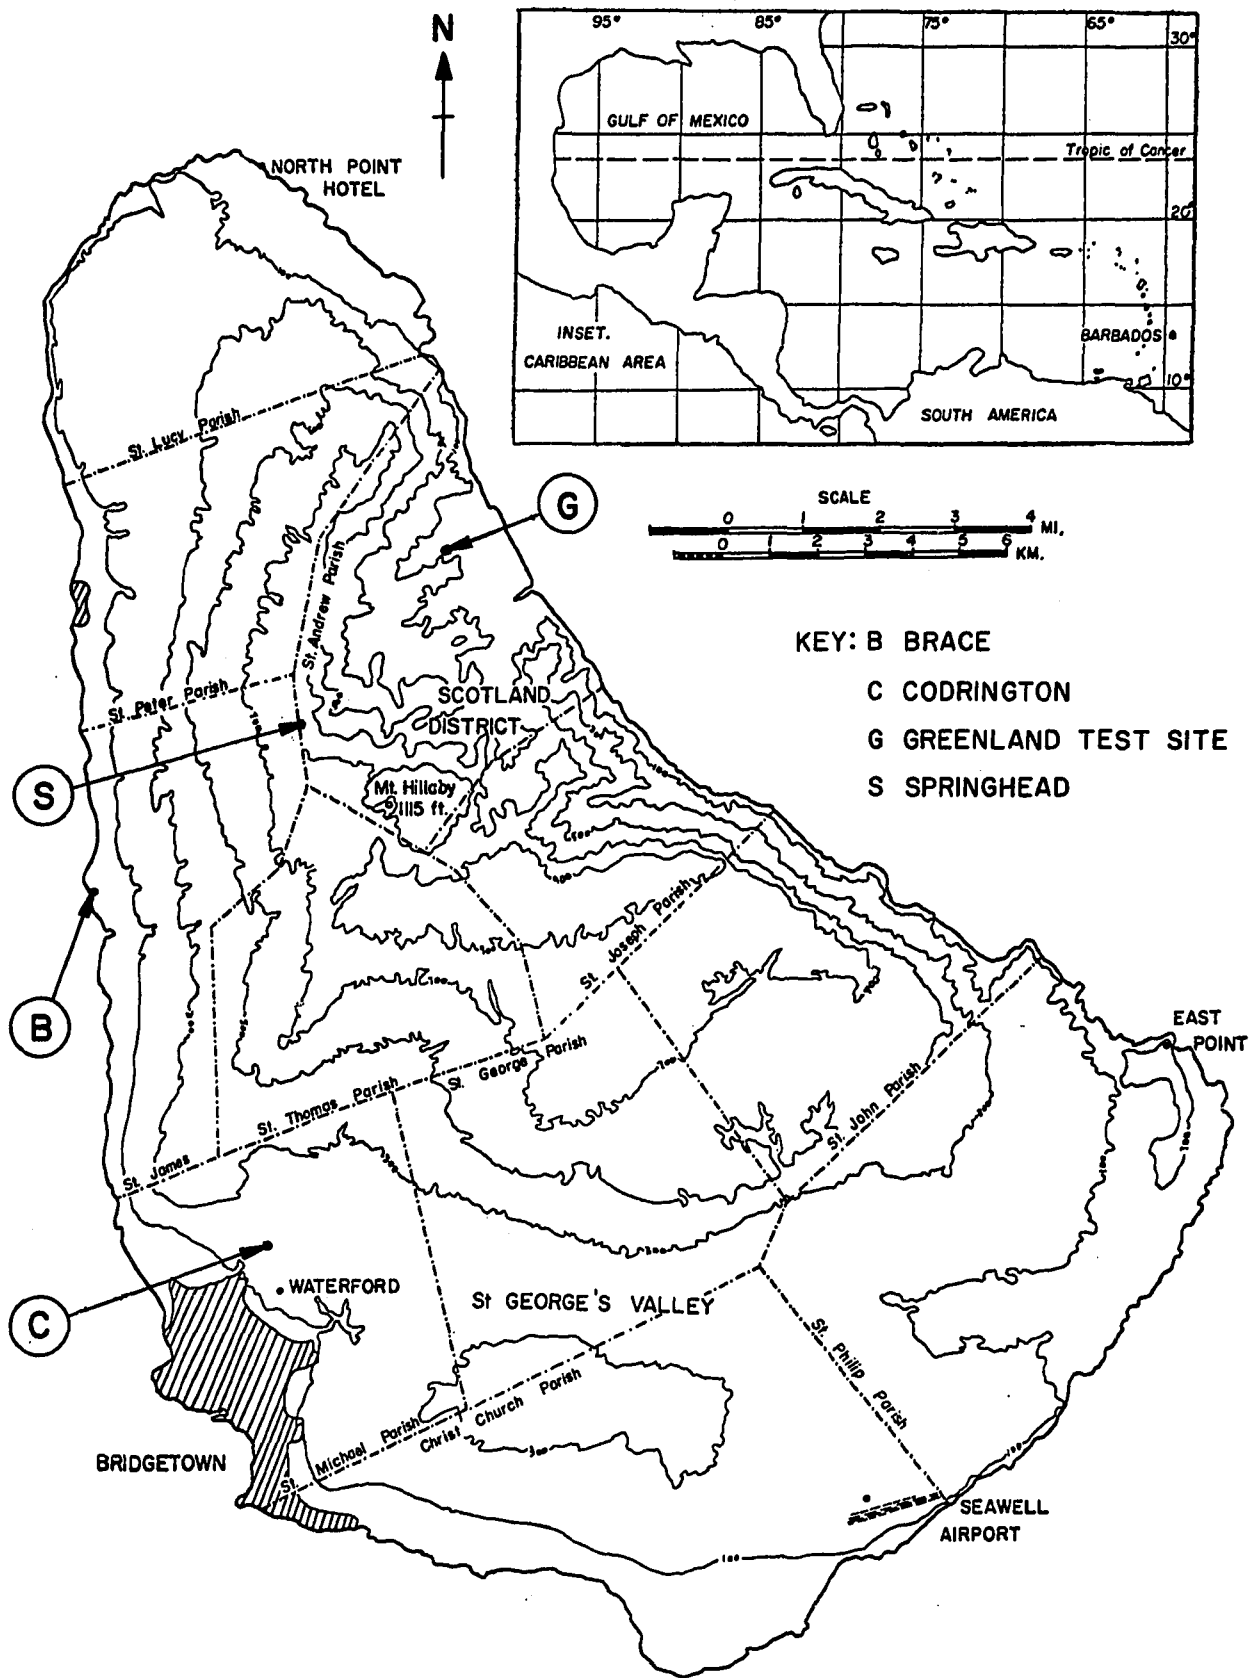 N
95° 85° 75° 65°
30°
GULF OF MEXICO
Tropic of Cancer
20°
INSET.
CARIBBEAN AREA
BARBADOS
10°
SOUTH AMERICA
NORTH POINT
HOTEL
St. Lucy Parish
G
SCALE
0 1 2 3 4 MI.
0 1 2 3 4 5 6 KM.
St. Andrew Parish
KEY: B BRACE
C CODRINGTON
G GREENLAND TEST SITE
S SPRINGHEAD
St. Peter Parish
SCOTLAND
DISTRICT
S
Mt. Hillaby
1115 ft.
St. Joseph Parish
B
EAST
POINT
St. George Parish
St. Thomas Parish
St. John Parish
St. James
C
WATERFORD
St GEORGE'S VALLEY
St. Philip Parish
St. Michael Parish
Christ Church Parish
BRIDGETOWN
300
SEAWELL
AIRPORT
100